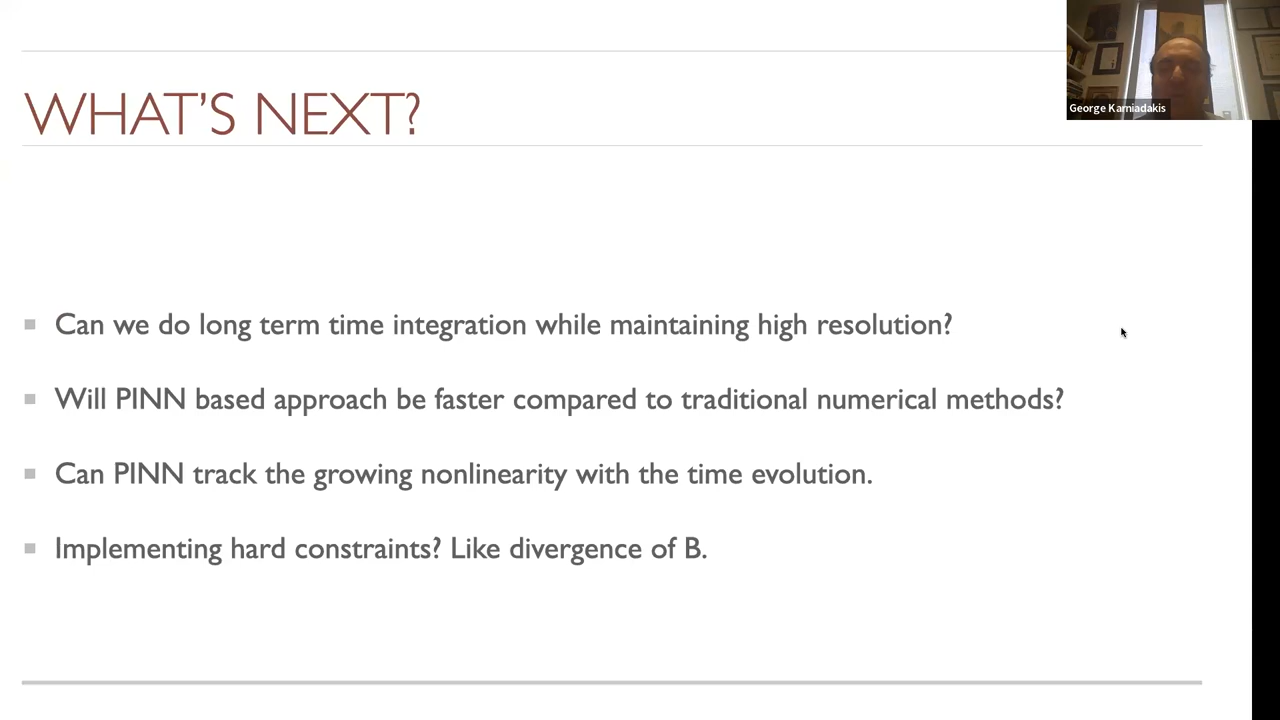 George Karniadakis
WHAT'S NEXT?
Can we do long term time integration while maintaining high resolution?
Will PINN based approach be faster compared to traditional numerical methods?
Can PINN track the growing nonlinearity with the time evolution.
Implementing hard constraints? Like divergence of B.